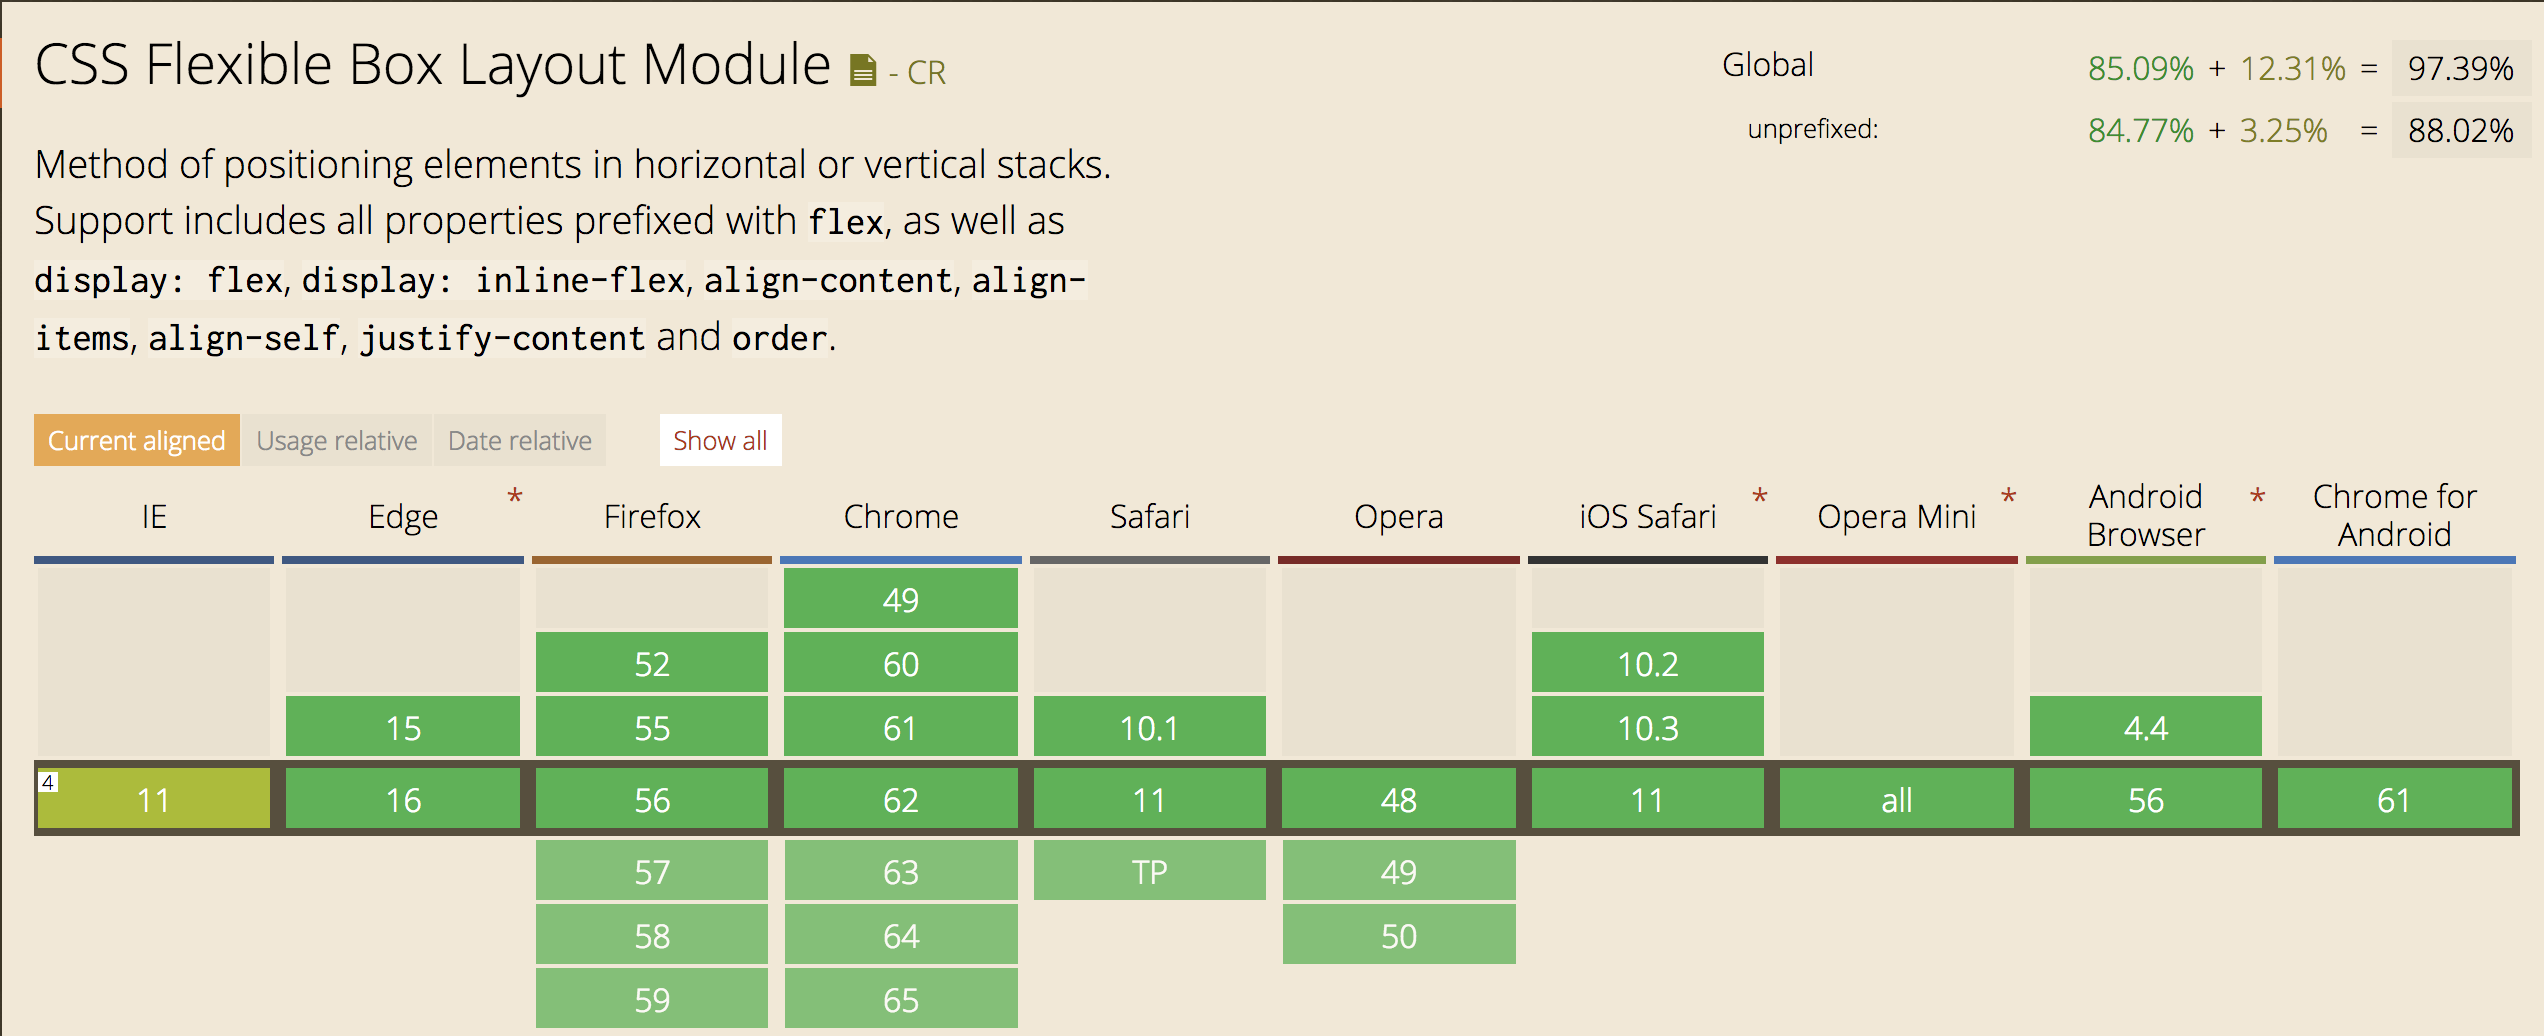 CSS Flexible Box Layout Module - CR
Global 85.09% + 12.31% = 97.39%
unprefixed: 84.77% + 3.25% = 88.02%
Method of positioning elements in horizontal or vertical stacks.
Support includes all properties prefixed with flex, as well as
display: flex, display: inline-flex, align-content, align-
items, align-self, justify-content and order.
Current aligned Usage relative Date relative Show all
IE Edge * Firefox Chrome Safari Opera iOS Safari * Opera Mini * Android Browser * Chrome for Android
49
52 60 10.2
15 55 61 10.1 10.3 4.4
4 11 16 56 62 11 48 11 all 56 61
57 63 TP 49
58 64 50
59 65